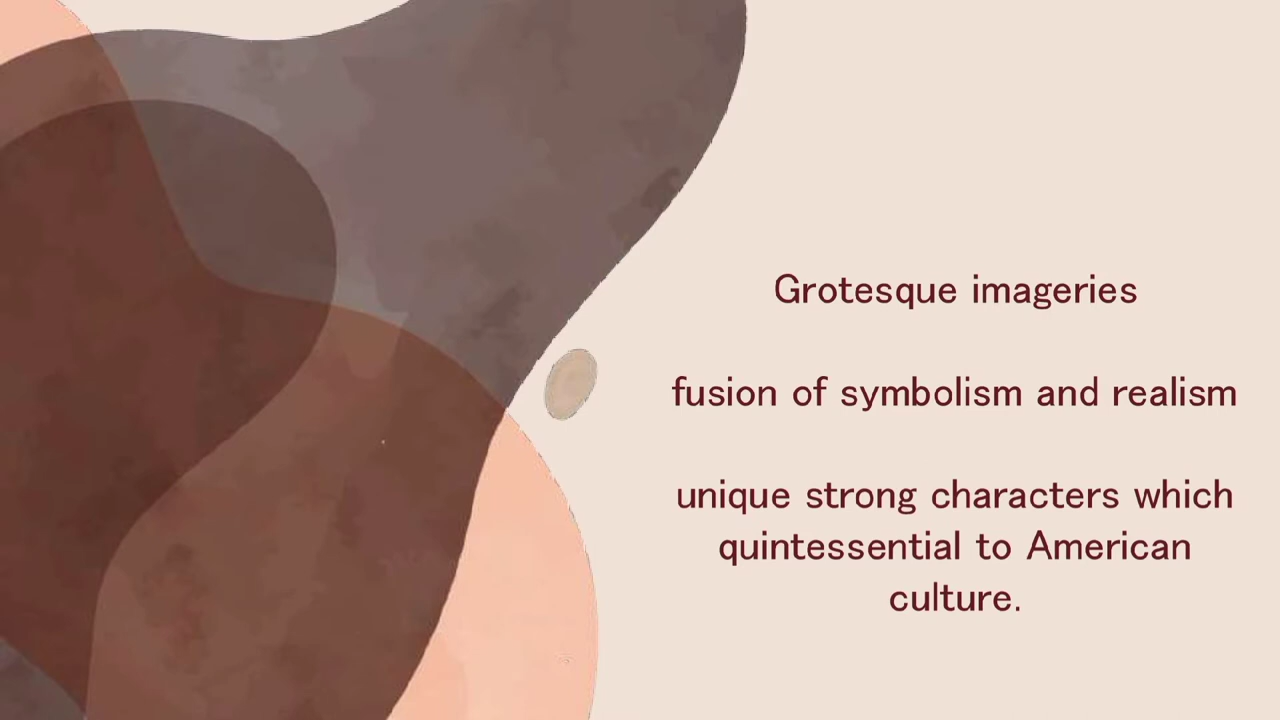 Grotesque imageries
fusion of symbolism and realism
unique strong characters which
quintessential to American
culture.